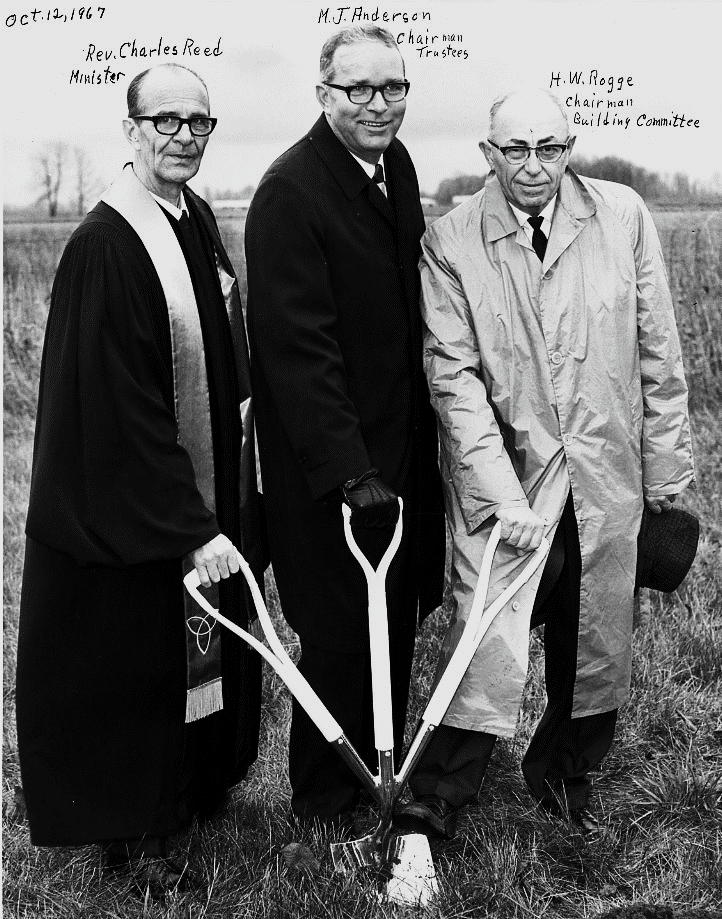 Oct. 12, 1967
Rev. Charles Reed
Minister
M. J. Anderson
Chairman
Trustees
H. W. Rogge
Chairman
Building Committee